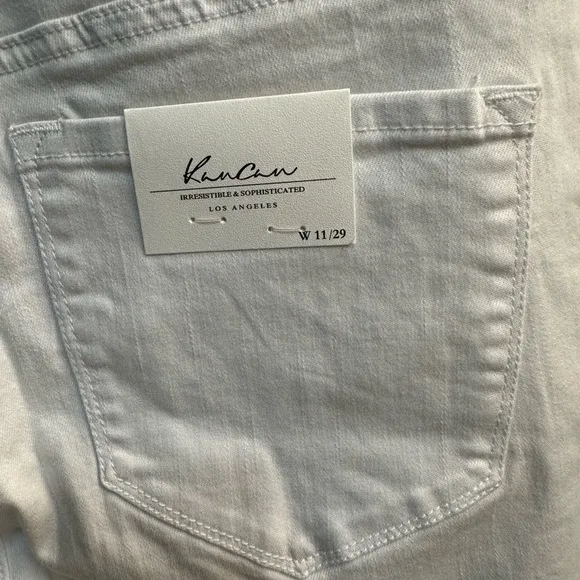 KanCan
IRRESISTIBLE & SOPHISTICATED
LOS ANGELES
W 11/29